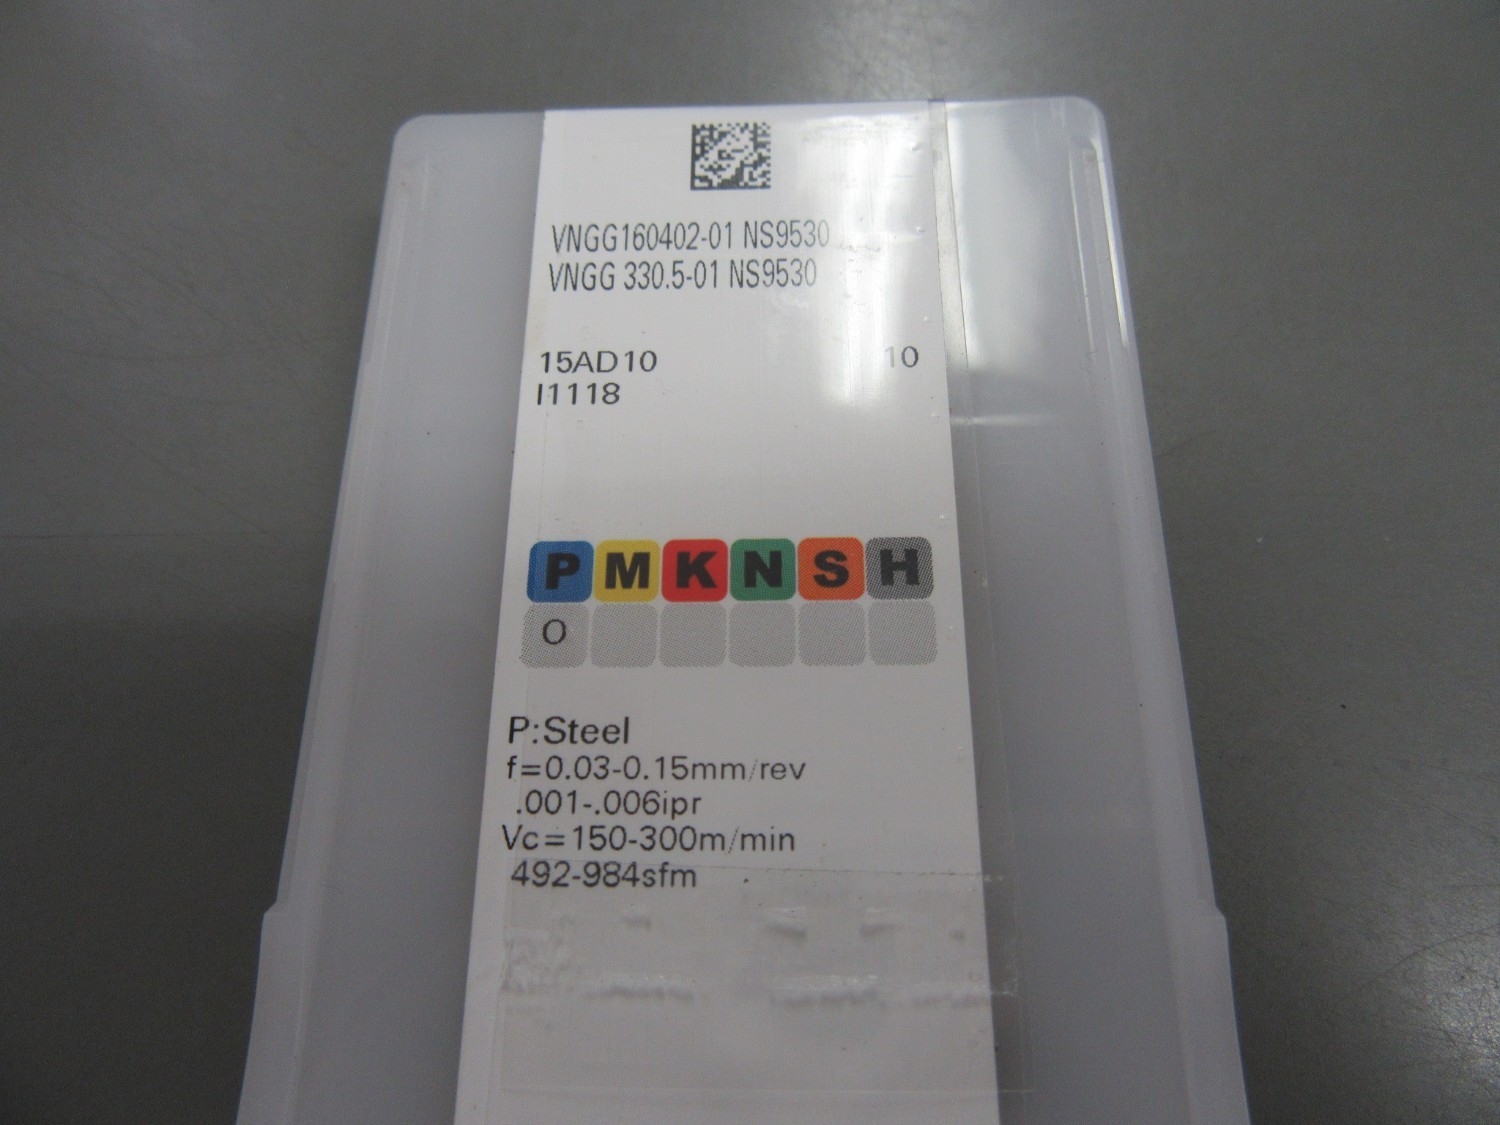 VNGG160402-01 NS9530
VNGG 330.5-01 NS9530
15AD10 10
I1118
P M K N S H
O
P:Steel
f=0.03-0.15mm/rev
.001-.006ipr
Vc=150-300m/min
492-984sfm